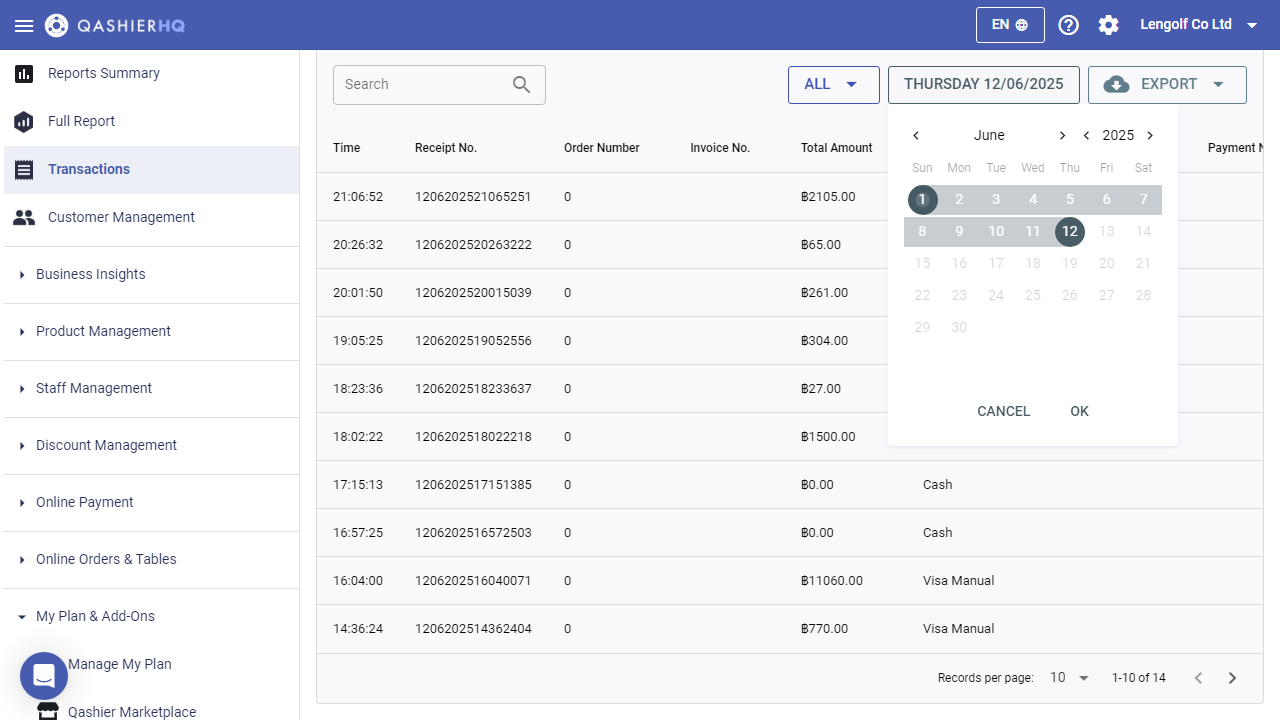 QASHIERHQ
EN
Lengolf Co Ltd
Reports Summary
Full Report
Transactions
Customer Management
Business Insights
Product Management
Staff Management
Discount Management
Online Payment
Online Orders & Tables
My Plan & Add-Ons
Manage My Plan
Qashier Marketplace
Search
ALL
THURSDAY 12/06/2025
EXPORT
Time Receipt No. Order Number Invoice No. Total Amount Payment N
21:06:52 1206202521065251 0 ฿2105.00
20:26:32 1206202520263222 0 ฿65.00
20:01:50 1206202520015039 0 ฿261.00
19:05:25 1206202519052556 0 ฿304.00
18:23:36 1206202518233637 0 ฿27.00
18:02:22 1206202518022218 0 ฿1500.00
17:15:13 1206202517151385 0 ฿0.00 Cash
16:57:25 1206202516572503 0 ฿0.00 Cash
16:04:00 1206202516040071 0 ฿11060.00 Visa Manual
14:36:24 1206202514362404 0 ฿770.00 Visa Manual
June 2025
Sun Mon Tue Wed Thu Fri Sat
1 2 3 4 5 6 7
8 9 10 11 12 13 14
15 16 17 18 19 20 21
22 23 24 25 26 27 28
29 30
CANCEL OK
Records per page: 10 1-10 of 14